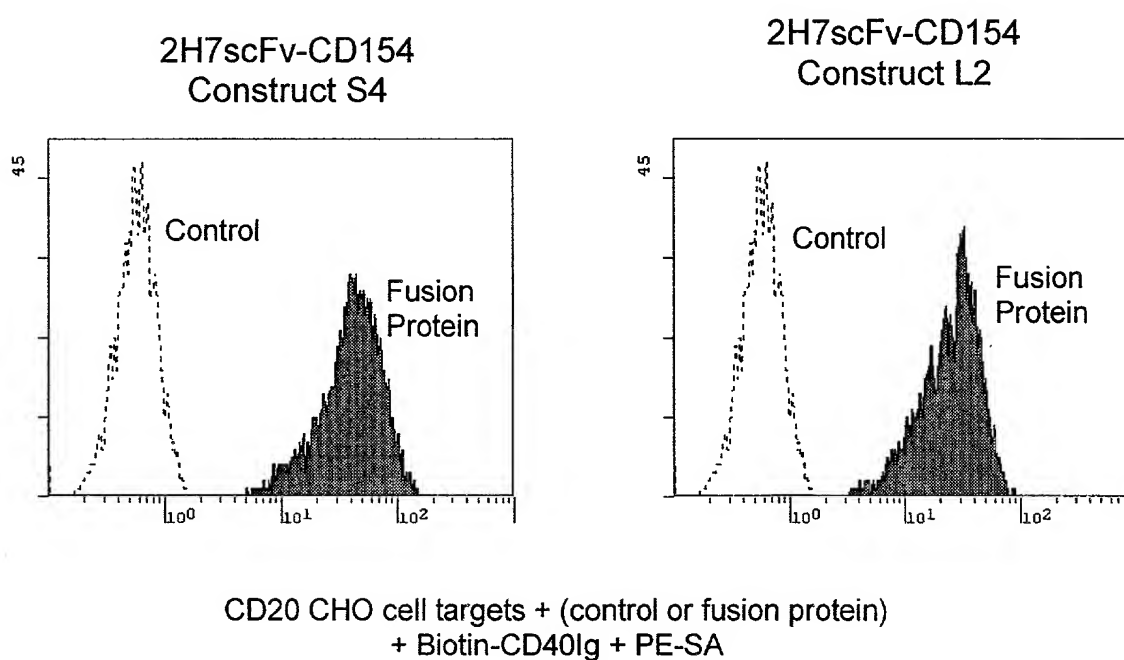 2H7scFv-CD154
Construct S4
45
Control
Fusion
Protein
10⁰
10¹
10²
2H7scFv-CD154
Construct L2
45
Control
Fusion
Protein
10⁰
10¹
10²
CD20 CHO cell targets + (control or fusion protein)
+ Biotin-CD40Ig + PE-SA